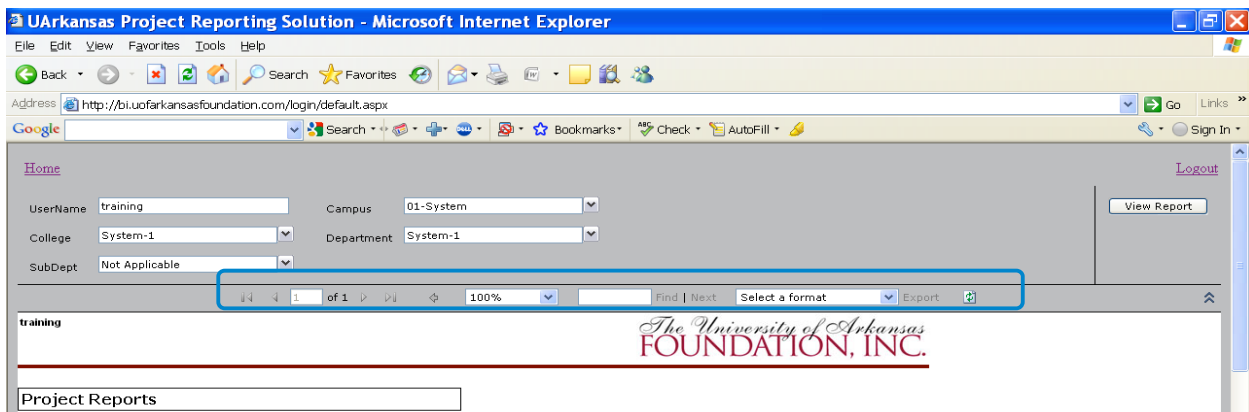 UArkansas Project Reporting Solution - Microsoft Internet Explorer
File Edit View Favorites Tools Help
Back Search Favorites
Address http://bi.uofarkansasfoundation.com/login/default.aspx Go Links »
Google Search Bookmarks Check AutoFill Sign In
Home Logout
UserName training Campus 01-System View Report
College System-1 Department System-1
SubDept Not Applicable
1 of 1 100% Find | Next Select a format Export
training The University of Arkansas
FOUNDATION, INC.
Project Reports